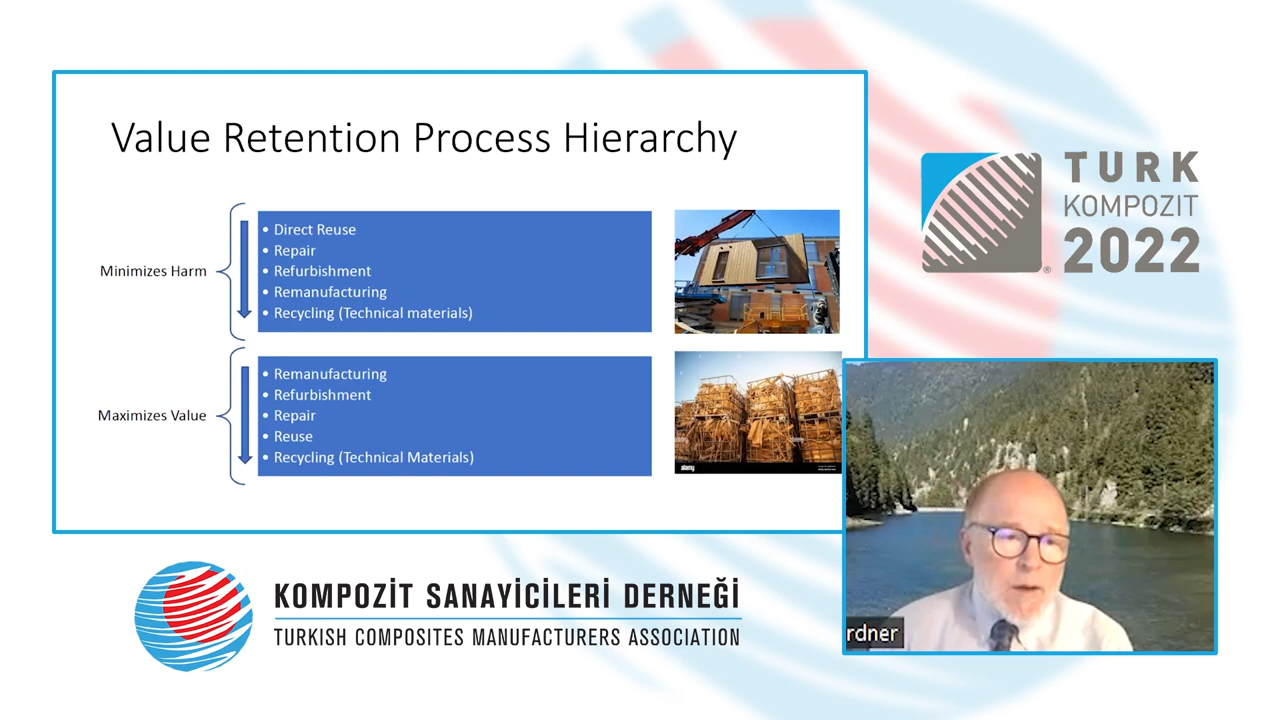 Value Retention Process Hierarchy
Minimizes Harm
• Direct Reuse
• Repair
• Refurbishment
• Remanufacturing
• Recycling (Technical materials)
Maximizes Value
• Remanufacturing
• Refurbishment
• Repair
• Reuse
• Recycling (Technical Materials)
alamy
TURK
KOMPOZIT
2022
®
rdner
KOMPOZİT SANAYİCİLERİ DERNEĞİ
TURKISH COMPOSITES MANUFACTURERS ASSOCIATION